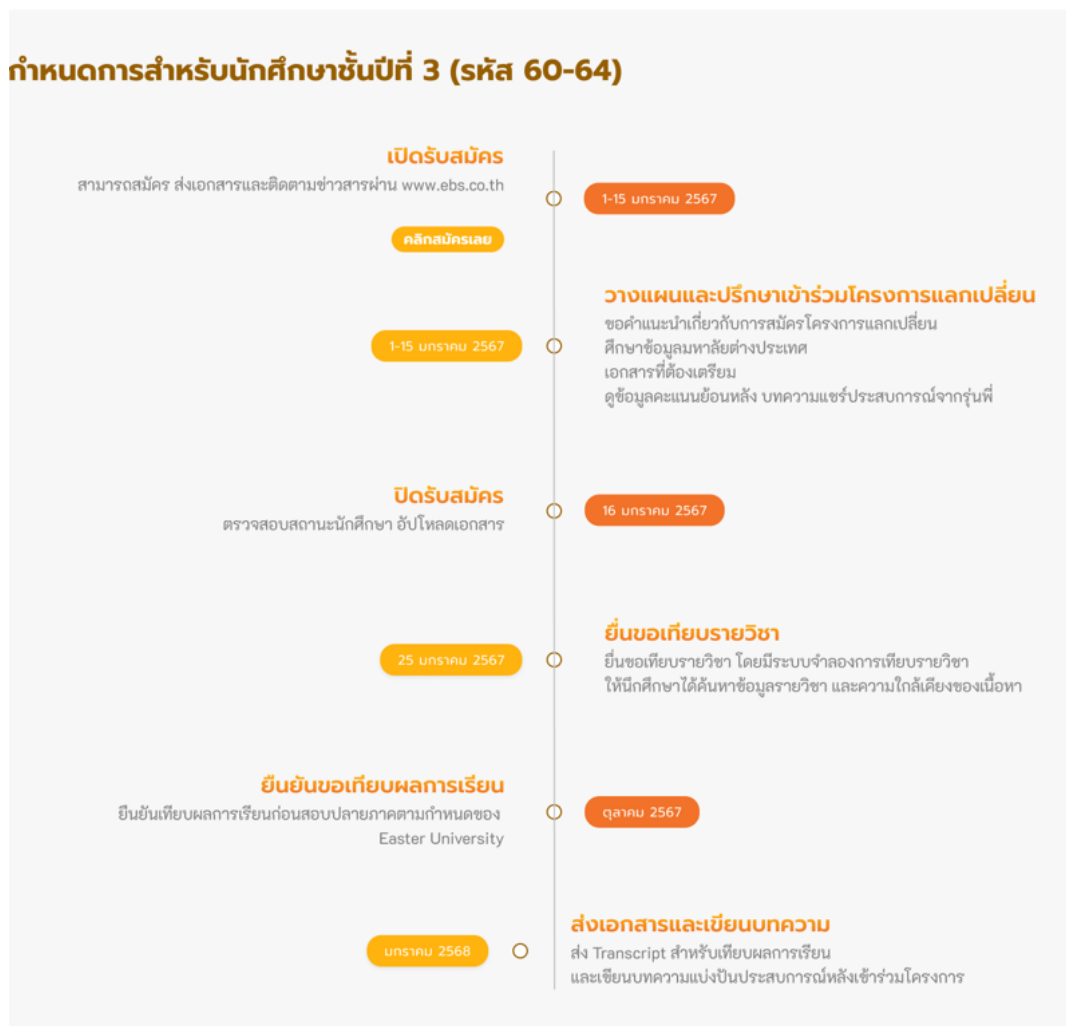 กำหนดการสำหรับนักศึกษาชั้นปีที่ 3 (รหัส 60-64)
เปิดรับสมัคร
สามารถสมัคร ส่งเอกสารและติดตามข่าวสารผ่าน www.ebs.co.th
1-15 มกราคม 2567
คลิกสมัครเลย
วางแผนและปรึกษาเข้าร่วมโครงการแลกเปลี่ยน
ขอคำแนะนำเกี่ยวกับการสมัครโครงการแลกเปลี่ยน
1-15 มกราคม 2567
ศึกษาข้อมูลมหาลัยต่างประเทศ
เอกสารที่ต้องเตรียม
ดูข้อมูลคะแนนย้อนหลัง บทความแชร์ประสบการณ์จากรุ่นพี่
ปิดรับสมัคร
ตรวจสอบสถานะนักศึกษา อัปโหลดเอกสาร
16 มกราคม 2567
ยื่นขอเทียบรายวิชา
25 มกราคม 2567
ยื่นขอเทียบรายวิชา โดยมีระบบจำลองการเทียบรายวิชา
ให้นึกศึกษาได้ค้นหาข้อมูลรายวิชา และความใกล้เคียงของเนื้อหา
ยืนยันขอเทียบผลการเรียน
ยืนยันเทียบผลการเรียนก่อนสอบปลายภาคตามกำหนดของ
Easter University
ตุลาคม 2567
ส่งเอกสารและเขียนบทความ
มกราคม 2568
ส่ง Transcript สำหรับเทียบผลการเรียน
และเขียนบทความแบ่งปันประสบการณ์หลังเข้าร่วมโครงการ